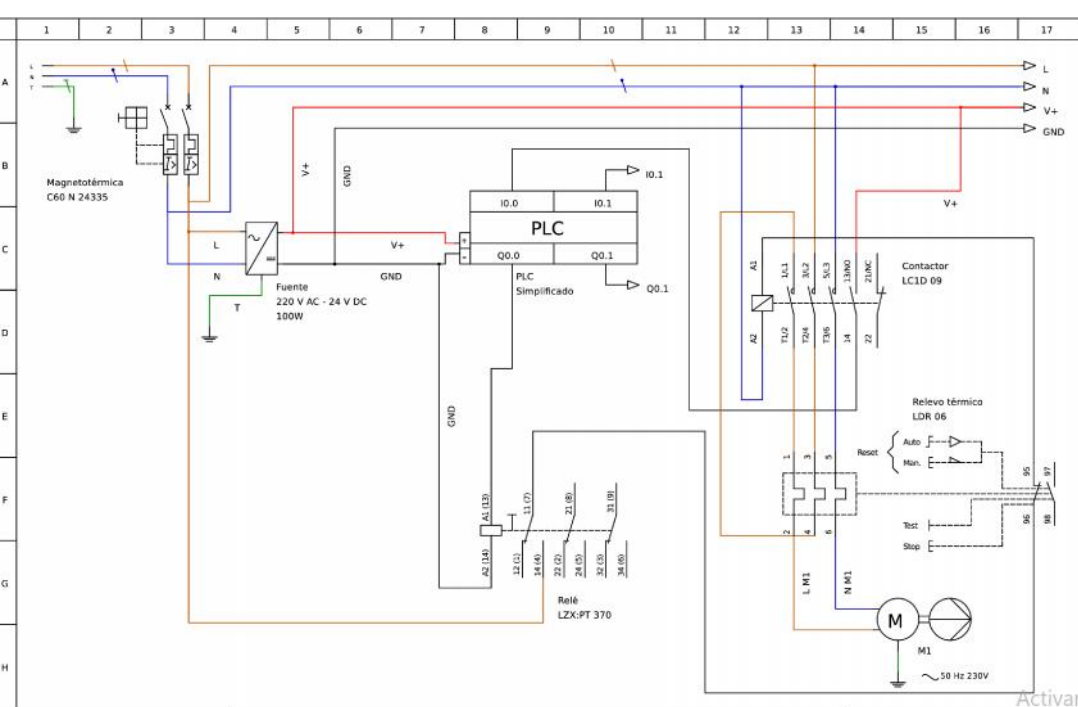 1 2 3 4 5 6 7 8 9 10 11 12 13 14 15 16 17
A
L
N
T
L
N
V+
GND
B
Magnetotérmica
C60 N 24335
V+
GND
I0.1
I0.0 I0.1
PLC
V+
C
L
N
T
V+
GND
+
-
Q0.0 Q0.1
PLC
Simplificado
Q0.1
Fuente
220 V AC - 24 V DC
100W
A1 1/L1 3/L2 5/L3 13/NO 21/NC
Contactor
LC1D 09
D
A2 T1/2 T2/4 T3/6 14 22
E
GND
Relevo térmico
LDR 06
Reset
Auto
Man.
1 3 5
95 97
F
A1 (13) 11 (7) 21 (8) 31 (9)
Test
Stop
96 98
2 4 6
G
A2 (14) 12 (1) 14 (4) 22 (2) 24 (5) 32 (3) 34 (6)
L M1 N M1
Relè
LZX:PT 370
M
M1
H
50 Hz 230V
Activar